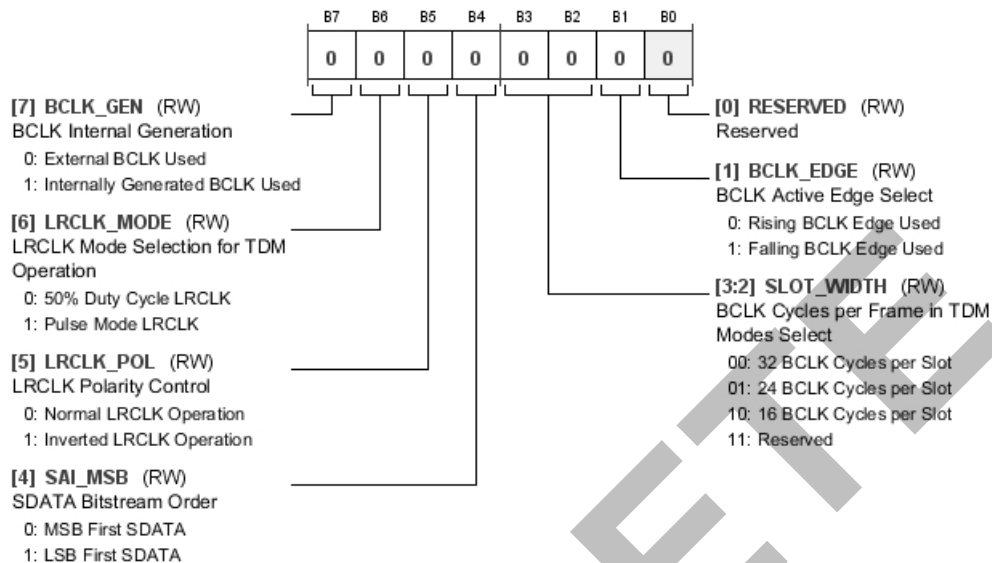 B7 B6 B5 B4 B3 B2 B1 B0
0 0 0 0 0 0 0 0
[7] BCLK_GEN (RW)
BCLK Internal Generation
0: External BCLK Used
1: Internally Generated BCLK Used
[6] LRCLK_MODE (RW)
LRCLK Mode Selection for TDM
Operation
0: 50% Duty Cycle LRCLK
1: Pulse Mode LRCLK
[5] LRCLK_POL (RW)
LRCLK Polarity Control
0: Normal LRCLK Operation
1: Inverted LRCLK Operation
[4] SAI_MSB (RW)
SDATA Bitstream Order
0: MSB First SDATA
1: LSB First SDATA
[0] RESERVED (RW)
Reserved
[1] BCLK_EDGE (RW)
BCLK Active Edge Select
0: Rising BCLK Edge Used
1: Falling BCLK Edge Used
[3:2] SLOT_WIDTH (RW)
BCLK Cycles per Frame in TDM
Modes Select
00: 32 BCLK Cycles per Slot
01: 24 BCLK Cycles per Slot
10: 16 BCLK Cycles per Slot
11: Reserved
ETE